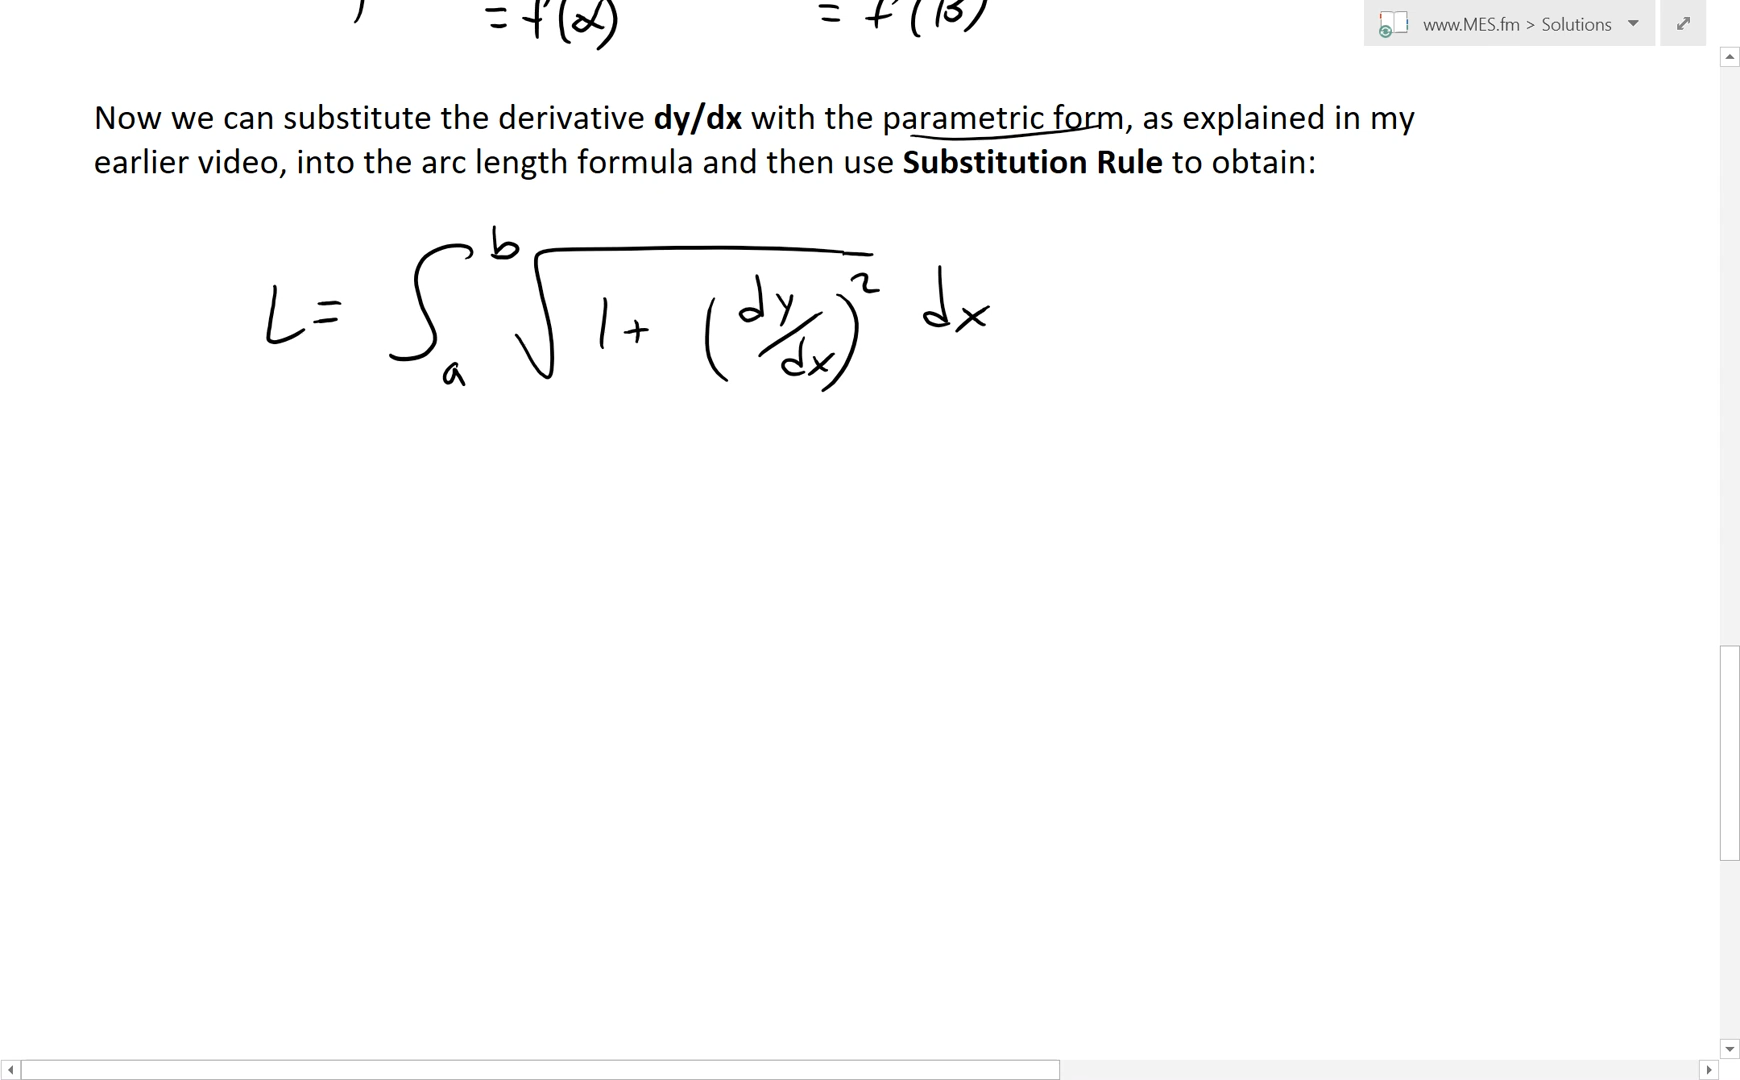 = f(α) = f(β)
www.MES.fm > Solutions
Now we can substitute the derivative dy/dx with the parametric form, as explained in my
earlier video, into the arc length formula and then use Substitution Rule to obtain:
L = ∫_a^b √(1 + (dy/dx)²) dx